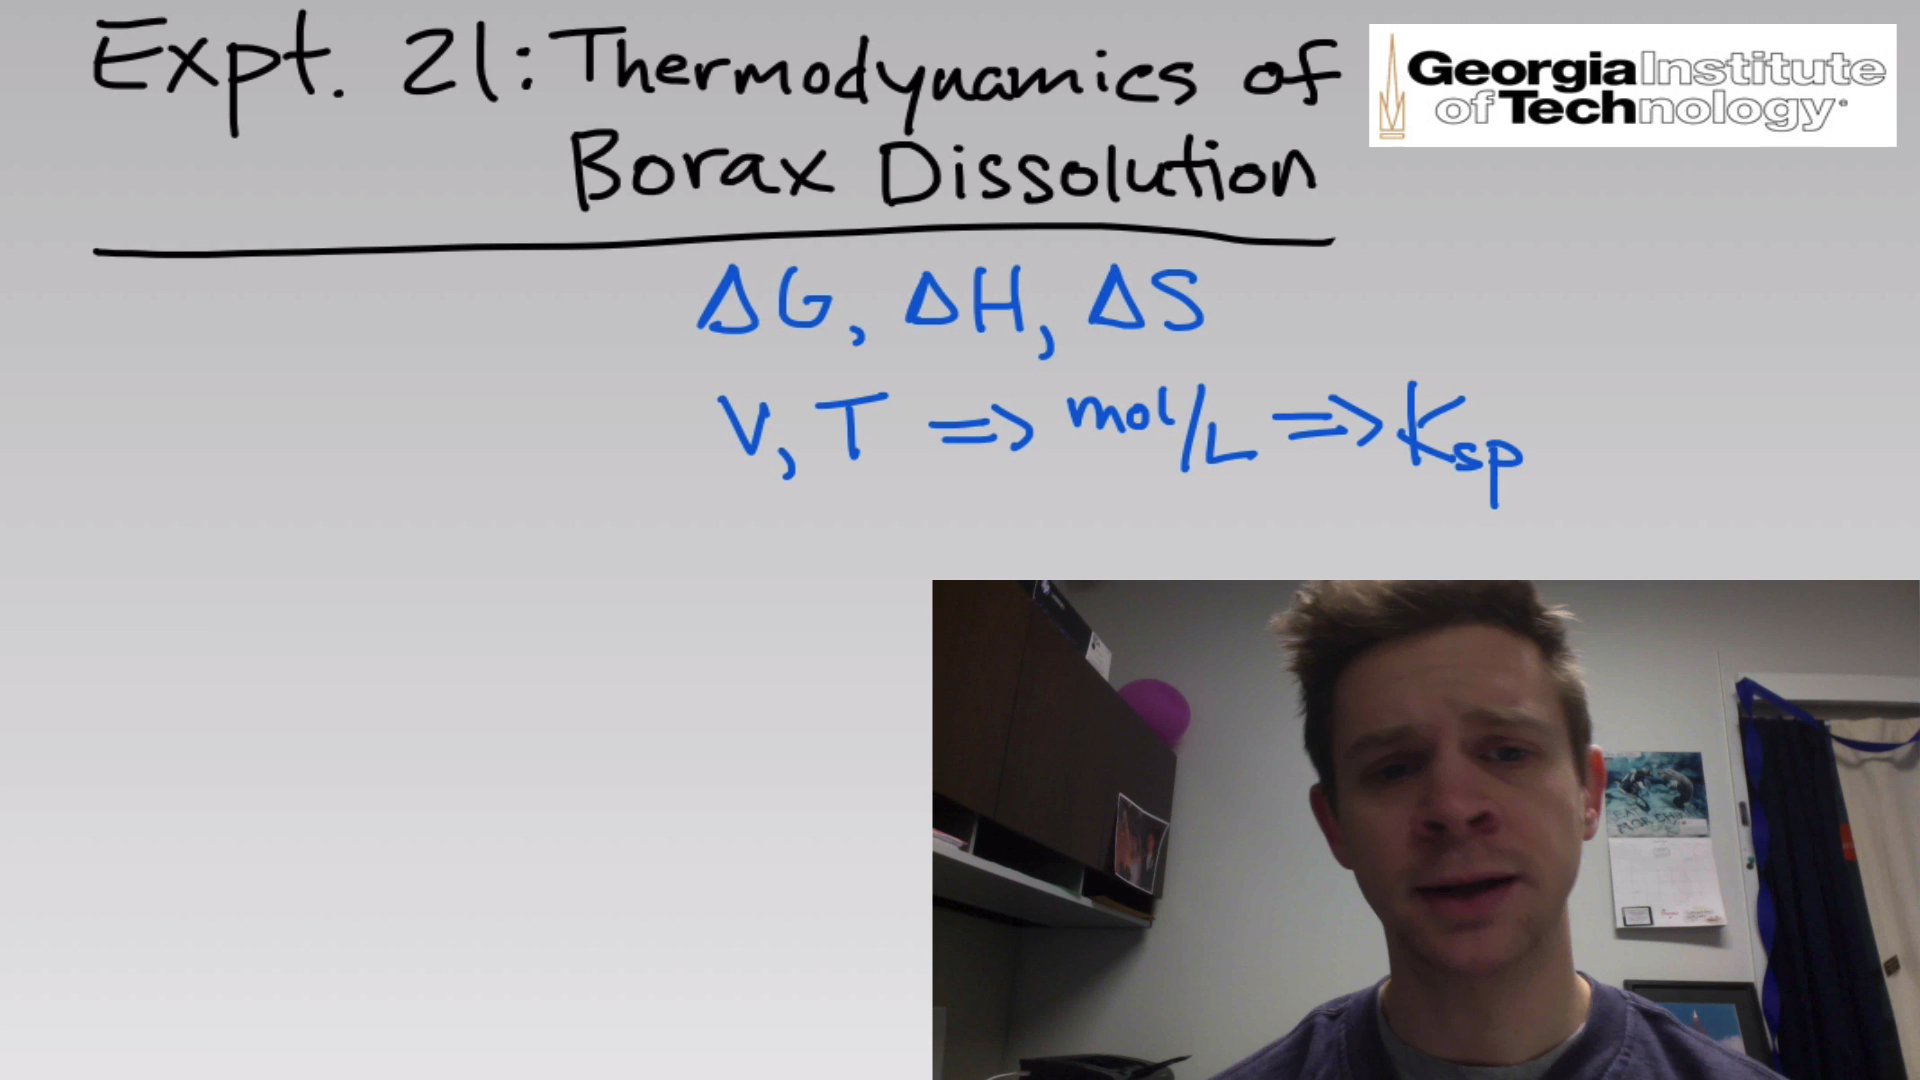 Expt. 21: Thermodynamics of
Borax Dissolution
Georgia Institute
of Technology
ΔG, ΔH, ΔS
V, T => mol/L => Ksp